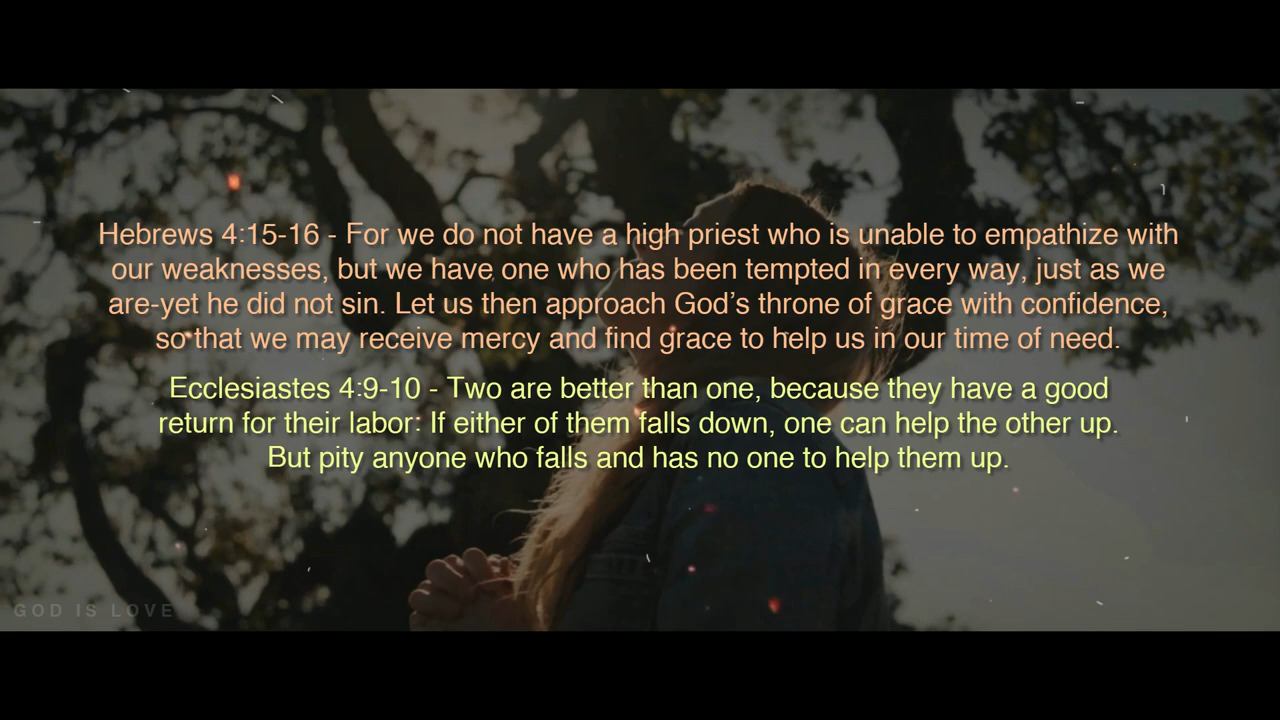 Hebrews 4:15-16 - For we do not have a high priest who is unable to empathize with
our weaknesses, but we have one who has been tempted in every way, just as we
are-yet he did not sin. Let us then approach God’s throne of grace with confidence,
so that we may receive mercy and find grace to help us in our time of need.
Ecclesiastes 4:9-10 - Two are better than one, because they have a good
return for their labor: If either of them falls down, one can help the other up.
But pity anyone who falls and has no one to help them up.
GOD IS LOVE